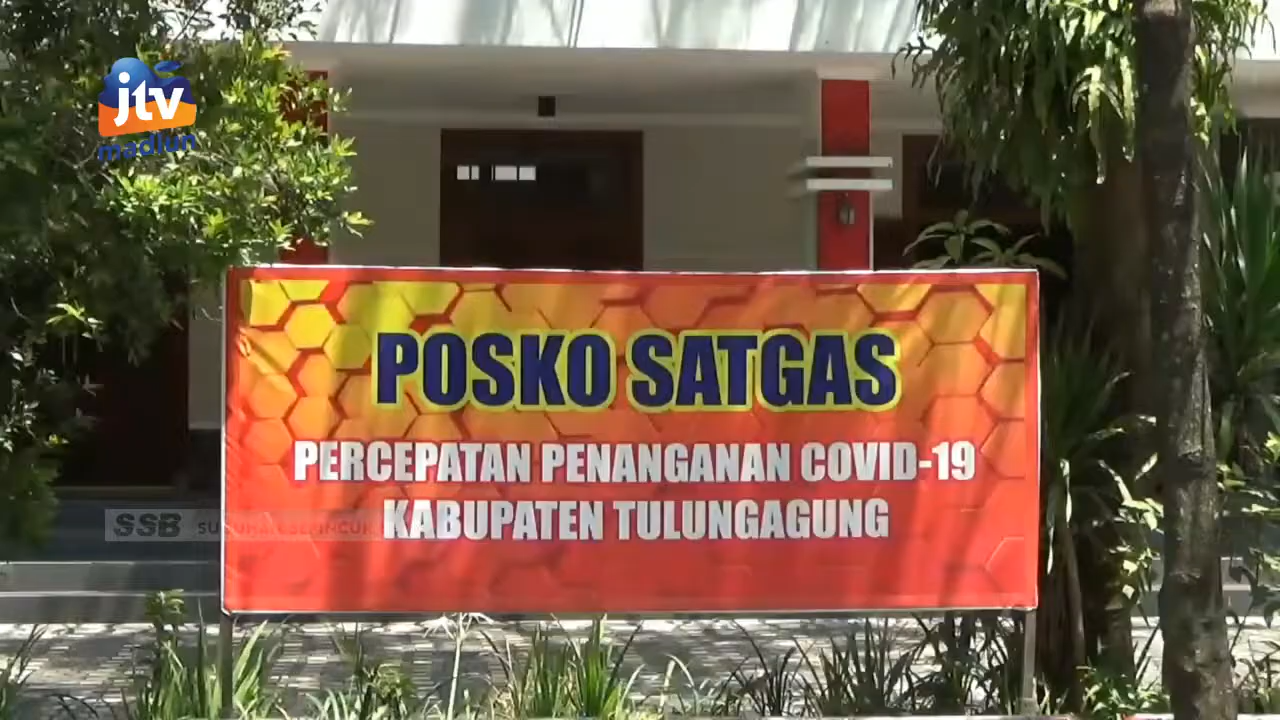 jtv
madiun
POSKO SATGAS
PERCEPATAN PENANGANAN COVID-19
KABUPATEN TULUNGAGUNG
SSB